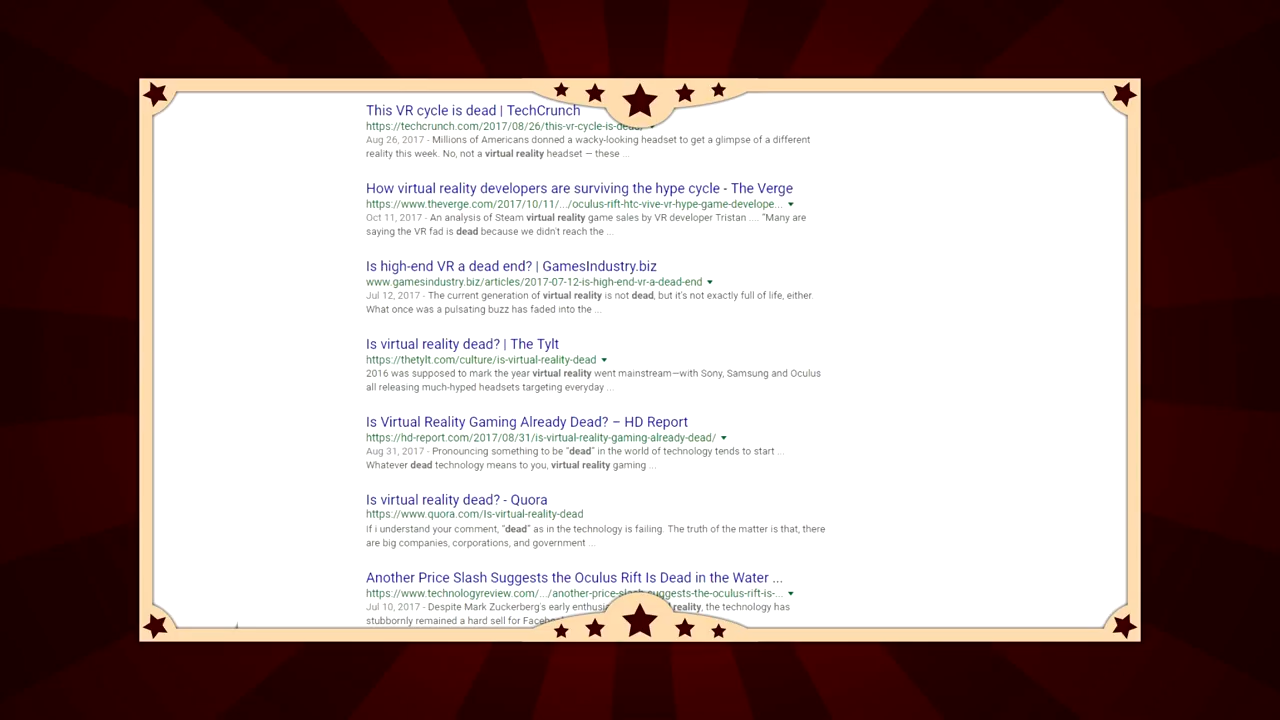 This VR cycle is dead | TechCrunch
https://techcrunch.com/2017/08/26/this-vr-cycle-is-dead/
Aug 26, 2017 - Millions of Americans donned a wacky-looking headset to get a glimpse of a different
reality this week. No, not a virtual reality headset — these ...
How virtual reality developers are surviving the hype cycle - The Verge
https://www.theverge.com/2017/10/11/.../oculus-rift-htc-vive-vr-hype-game-develope...
Oct 11, 2017 - An analysis of Steam virtual reality game sales by VR developer Tristan .... "Many are
saying the VR fad is dead because we didn't reach the ...
Is high-end VR a dead end? | GamesIndustry.biz
www.gamesindustry.biz/articles/2017-07-12-is-high-end-vr-a-dead-end
Jul 12, 2017 - The current generation of virtual reality is not dead, but it's not exactly full of life, either.
What once was a pulsating buzz has faded into the ...
Is virtual reality dead? | The Tylt
https://thetylt.com/culture/is-virtual-reality-dead
2016 was supposed to mark the year virtual reality went mainstream—with Sony, Samsung and Oculus
all releasing much-hyped headsets targeting everyday ...
Is Virtual Reality Gaming Already Dead? – HD Report
https://hd-report.com/2017/08/31/is-virtual-reality-gaming-already-dead/
Aug 31, 2017 - Pronouncing something to be "dead" in the world of technology tends to start ...
Whatever dead technology means to you, virtual reality gaming ...
Is virtual reality dead? - Quora
https://www.quora.com/Is-virtual-reality-dead
If i understand your comment, "dead" as in the technology is failing. The truth of the matter is that, there
are big companies, corporations, and government ...
Another Price Slash Suggests the Oculus Rift Is Dead in the Water ...
https://www.technologyreview.com/.../another-price-slash-suggests-the-oculus-rift-is-...
Jul 10, 2017 - Despite Mark Zuckerberg's early reality, the technology has
stubbornly remained a hard sell for